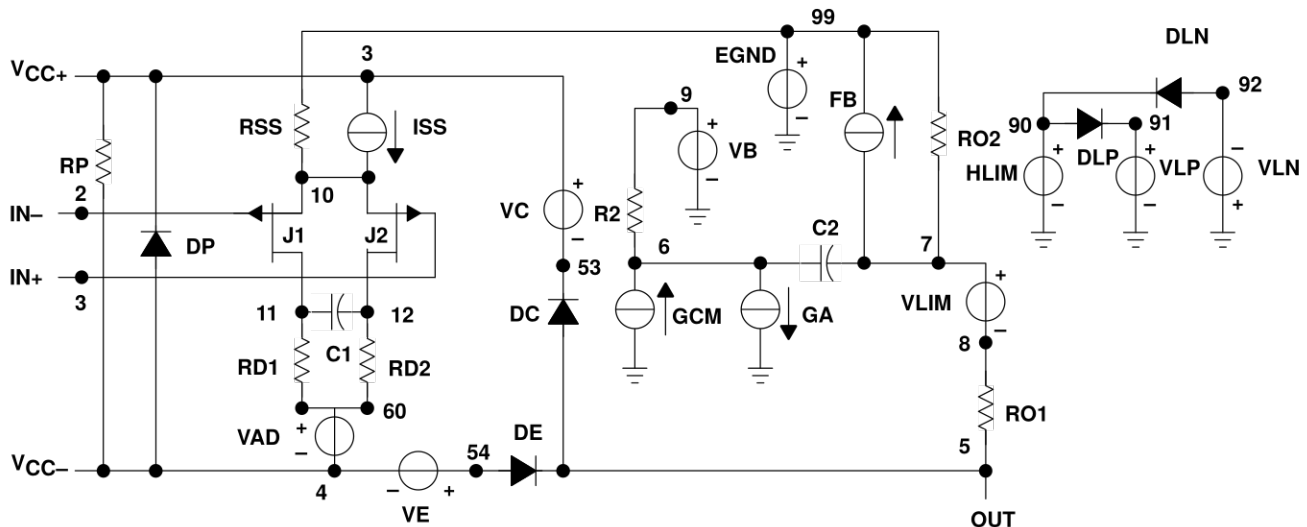 99
DLN
3
VCC+
EGND
+
92
9
FB
+
RSS
ISS
90
91
RP
+
VB
RO2
DLP
10
+
+
–
HLIM
VLP
VLN
2
–
+
–
–
–
+
IN–
VC
R2
C2
J1
J2
–
6
7
DP
IN+
53
+
3
GCM
GA
VLIM
–
11
12
DC
8
C1
RD1
RD2
RO1
60
+
VAD
DE
–
54
5
VCC–
4
–
+
VE
OUT